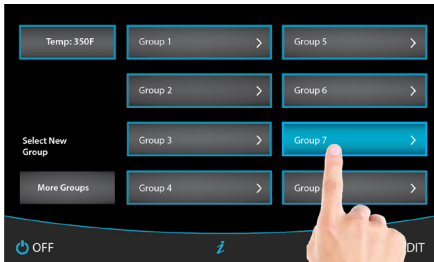 Temp: 350F
Group 1
Group 5
Group 2
Group 6
Select New
Group
Group 3
Group 7
More Groups
Group 4
Group
OFF
i
DIT